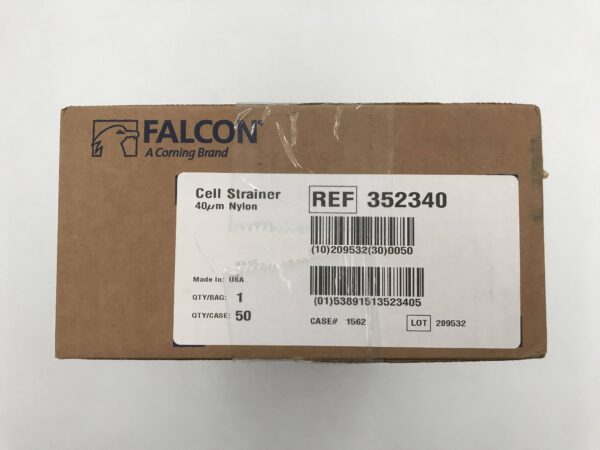 FALCON™
A Corning Brand
Cell Strainer
40µm Nylon
REF 352340
(10)209532(30)0050
Made In: USA
QTY/BAG: 1
(01)53891513523405
QTY/CASE: 50
CASE# 1562
LOT 209532